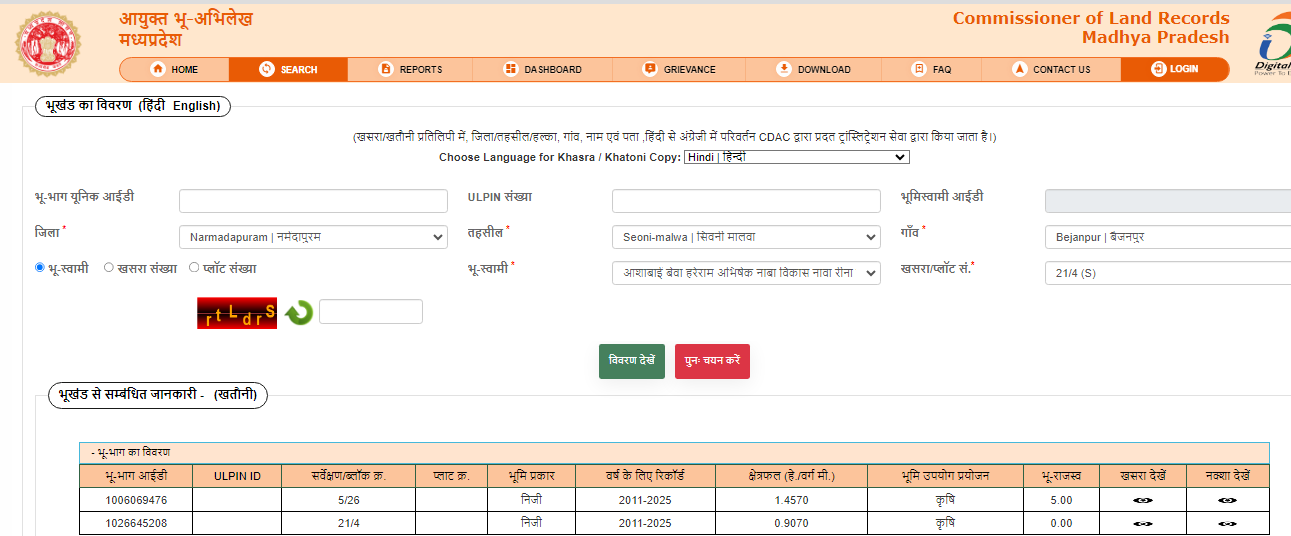 आयुक्त भू-अभिलेख
मध्यप्रदेश
Commissioner of Land Records
Madhya Pradesh
HOME SEARCH REPORTS DASHBOARD GRIEVANCE DOWNLOAD FAQ CONTACT US LOGIN
Digital
Power To E
भूखंड का विवरण (हिंदी English)
(खसरा/खतौनी प्रतिलिपी में, जिला/तहसील/हल्का, गांव, नाम एवं पता ,हिंदी से अंग्रेजी में परिवर्तन CDAC द्वारा प्रदत ट्रांस्लिट्रेशन सेवा द्वारा किया जाता है।)
Choose Language for Khasra / Khatoni Copy: Hindi | हिन्दी
भू-भाग यूनिक आईडी ULPIN संख्या भूमिस्वामी आईडी
जिला * Narmadapuram | नर्मदापुरम तहसील * Seoni-malwa | सिवनी मालवा गाँव * Bejanpur | बैजनपुर
भू-स्वामी खसरा संख्या प्लॉट संख्या भू-स्वामी * आशाबाई बेवा हरेराम अभिषेक नाबा विकास नावा रीना खसरा/प्लॉट सं.* 21/4 (S)
rtLdrS
विवरण देखें पुनः चयन करें
भूखंड से सम्बंधित जानकारी - (खतौनी)
- भू-भाग का विवरण
भू-भाग आईडी ULPIN ID सर्वेक्षण/ब्लॉक क्र. प्लाट क्र. भूमि प्रकार वर्ष के लिए रिकॉर्ड क्षेत्रफल (हे./वर्ग मी.) भूमि उपयोग प्रयोजन भू-राजस्व खसरा देखें नक्शा देखें
1006069476 5/26 निजी 2011-2025 1.4570 कृषि 5.00
1026645208 21/4 निजी 2011-2025 0.9070 कृषि 0.00